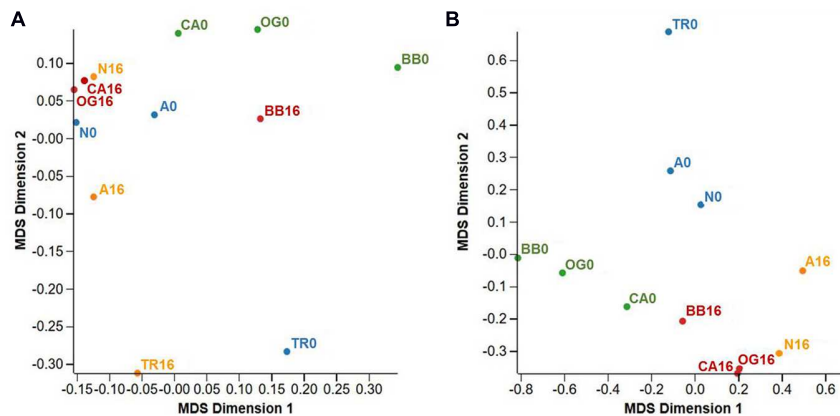 A
CA0
OG0
BB0
N16
CA16
OG16
A0
BB16
N0
A16
TR0
TR16
0.10
0.05
-0.00
-0.05
-0.10
-0.15
-0.20
-0.25
-0.30
MDS Dimension 2
-0.15 -0.10 -0.05 -0.00 0.05 0.10 0.15 0.20 0.25 0.30
MDS Dimension 1
B
TR0
A0
N0
BB0
OG0
A16
CA0
BB16
N16
OG16
CA16
0.6
0.5
0.4
0.3
0.2
0.1
-0.0
-0.1
-0.2
-0.3
MDS Dimension 2
-0.8 -0.6 -0.4 -0.2 0.0 0.2 0.4 0.6
MDS Dimension 1